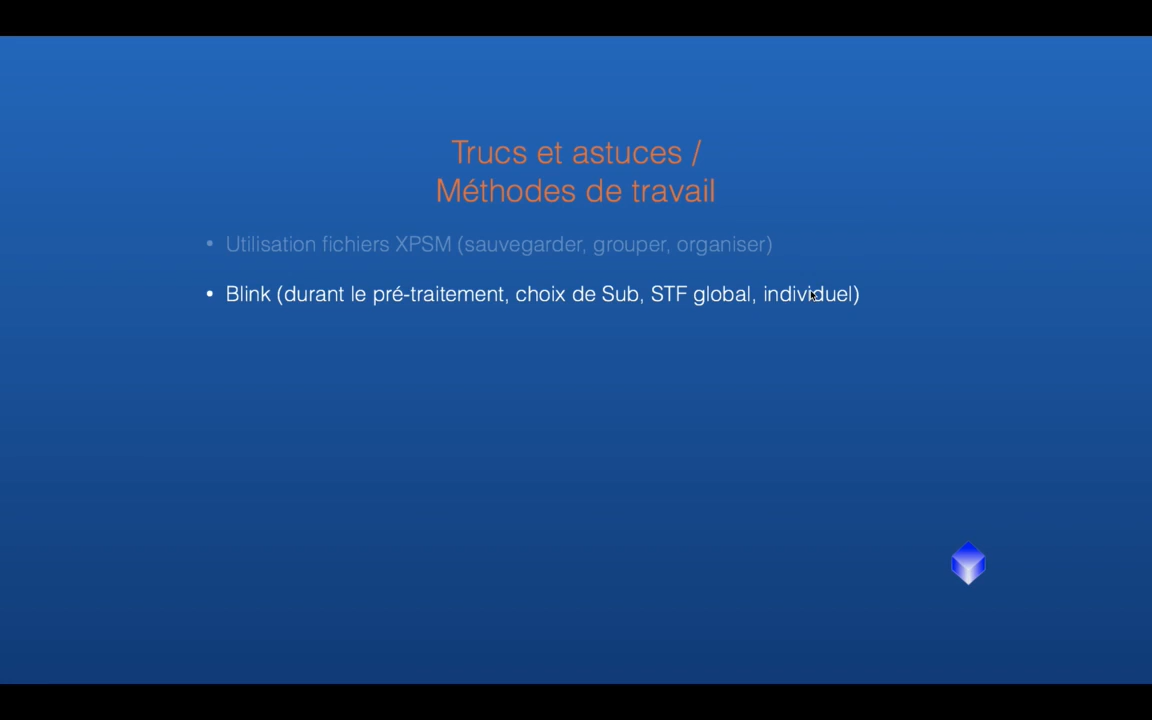 Trucs et astuces /
Méthodes de travail
• Utilisation fichiers XPSM (sauvegarder, grouper, organiser)
• Blink (durant le pré-traitement, choix de Sub, STF global, individuel)